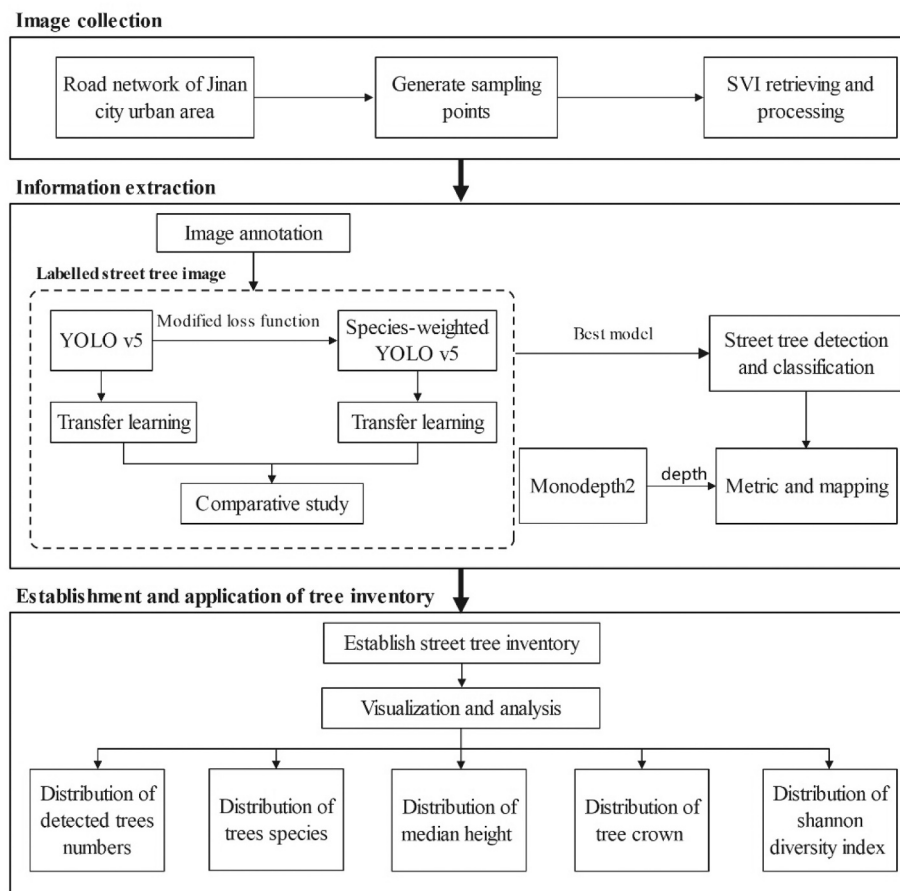 Image collection
Road network of Jinan
city urban area
Generate sampling
points
SVI retrieving and
processing
Information extraction
Image annotation
Labelled street tree image
YOLO v5
Modified loss function
Species-weighted
YOLO v5
Best model
Street tree detection
and classification
Transfer learning
Transfer learning
Comparative study
Monodepth2
depth
Metric and mapping
Establishment and application of tree inventory
Establish street tree inventory
Visualization and analysis
Distribution of
detected trees
numbers
Distribution of
trees species
Distribution of
median height
Distribution of
tree crown
Distribution of
shannon
diversity index